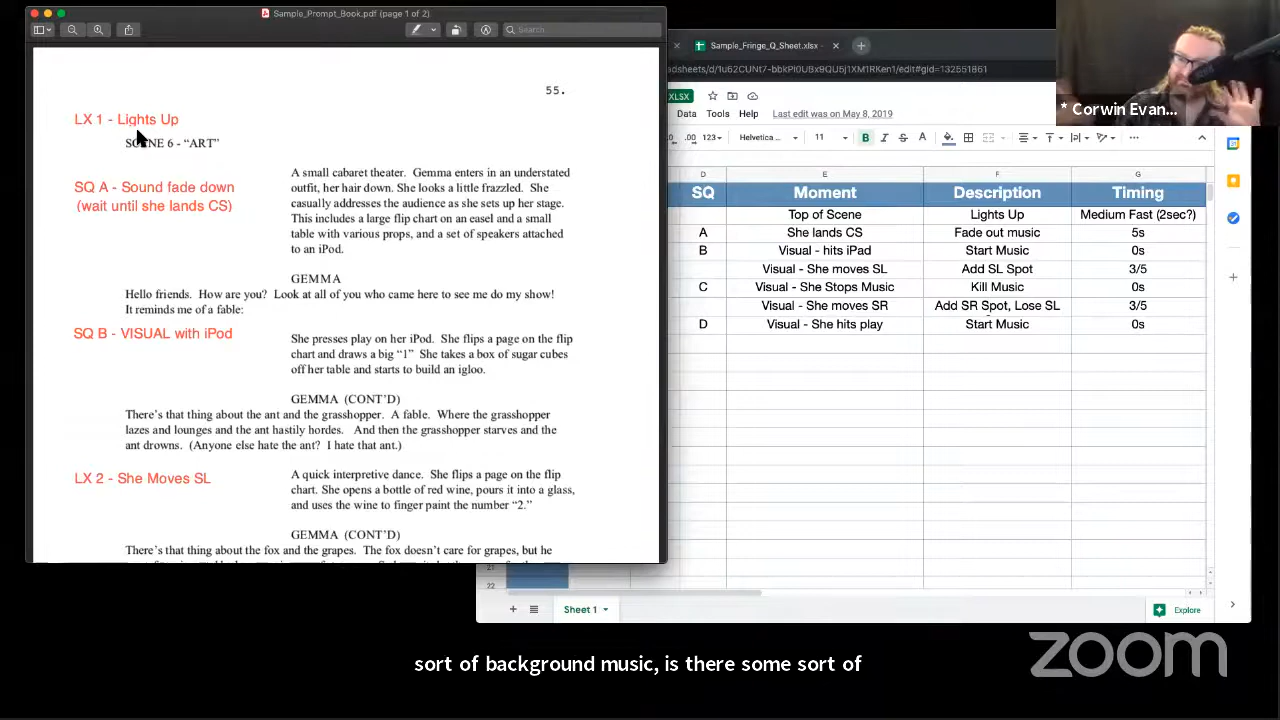 Sample_Prompt_Book.pdf (page 1 of 2)
Search
55.
LX 1 - Lights Up
SCENE 6 - “ART”
SQ A - Sound fade down
(wait until she lands CS)
A small cabaret theater. Gemma enters in an understated
outfit, her hair down. She looks a little frazzled. She
casually addresses the audience as she sets up her stage.
This includes a large flip chart on an easel and a small
table with various props, and a set of speakers attached
to an iPod.
GEMMA
Hello friends. How are you? Look at all of you who came here to see me do my show!
It reminds me of a fable:
SQ B - VISUAL with iPod
She presses play on her iPod. She flips a page on the flip
chart and draws a big “1” She takes a box of sugar cubes
off her table and starts to build an igloo.
GEMMA (CONT’D)
There’s that thing about the ant and the grasshopper. A fable. Where the grasshopper
lazes and lounges and the ant hastily hordes. And then the grasshopper starves and the
ant drowns. (Anyone else hate the ant? I hate that ant.)
LX 2 - She Moves SL
A quick interpretive dance. She flips a page on the flip
chart. She opens a bottle of red wine, pours it into a glass,
and uses the wine to finger paint the number “2.”
GEMMA (CONT’D)
There’s that thing about the fox and the grapes. The fox doesn’t care for grapes, but he
Sample_Fringe_Q_Sheet.xlsx
XLSX
Data Tools Help Last edit was on May 8, 2019
.00 123 Helvetica ... 11 B
D E F G
SQ Moment Description Timing
Top of Scene Lights Up Medium Fast (2sec?)
A She lands CS Fade out music 5s
B Visual - hits iPad Start Music 0s
Visual - She moves SL Add SL Spot 3/5
C Visual - She Stops Music Kill Music 0s
Visual - She moves SR Add SR Spot, Lose SL 3/5
D Visual - She hits play Start Music 0s
21
22
Sheet 1
Explore
* Corwin Evan...
sort of background music, is there some sort of
zoom